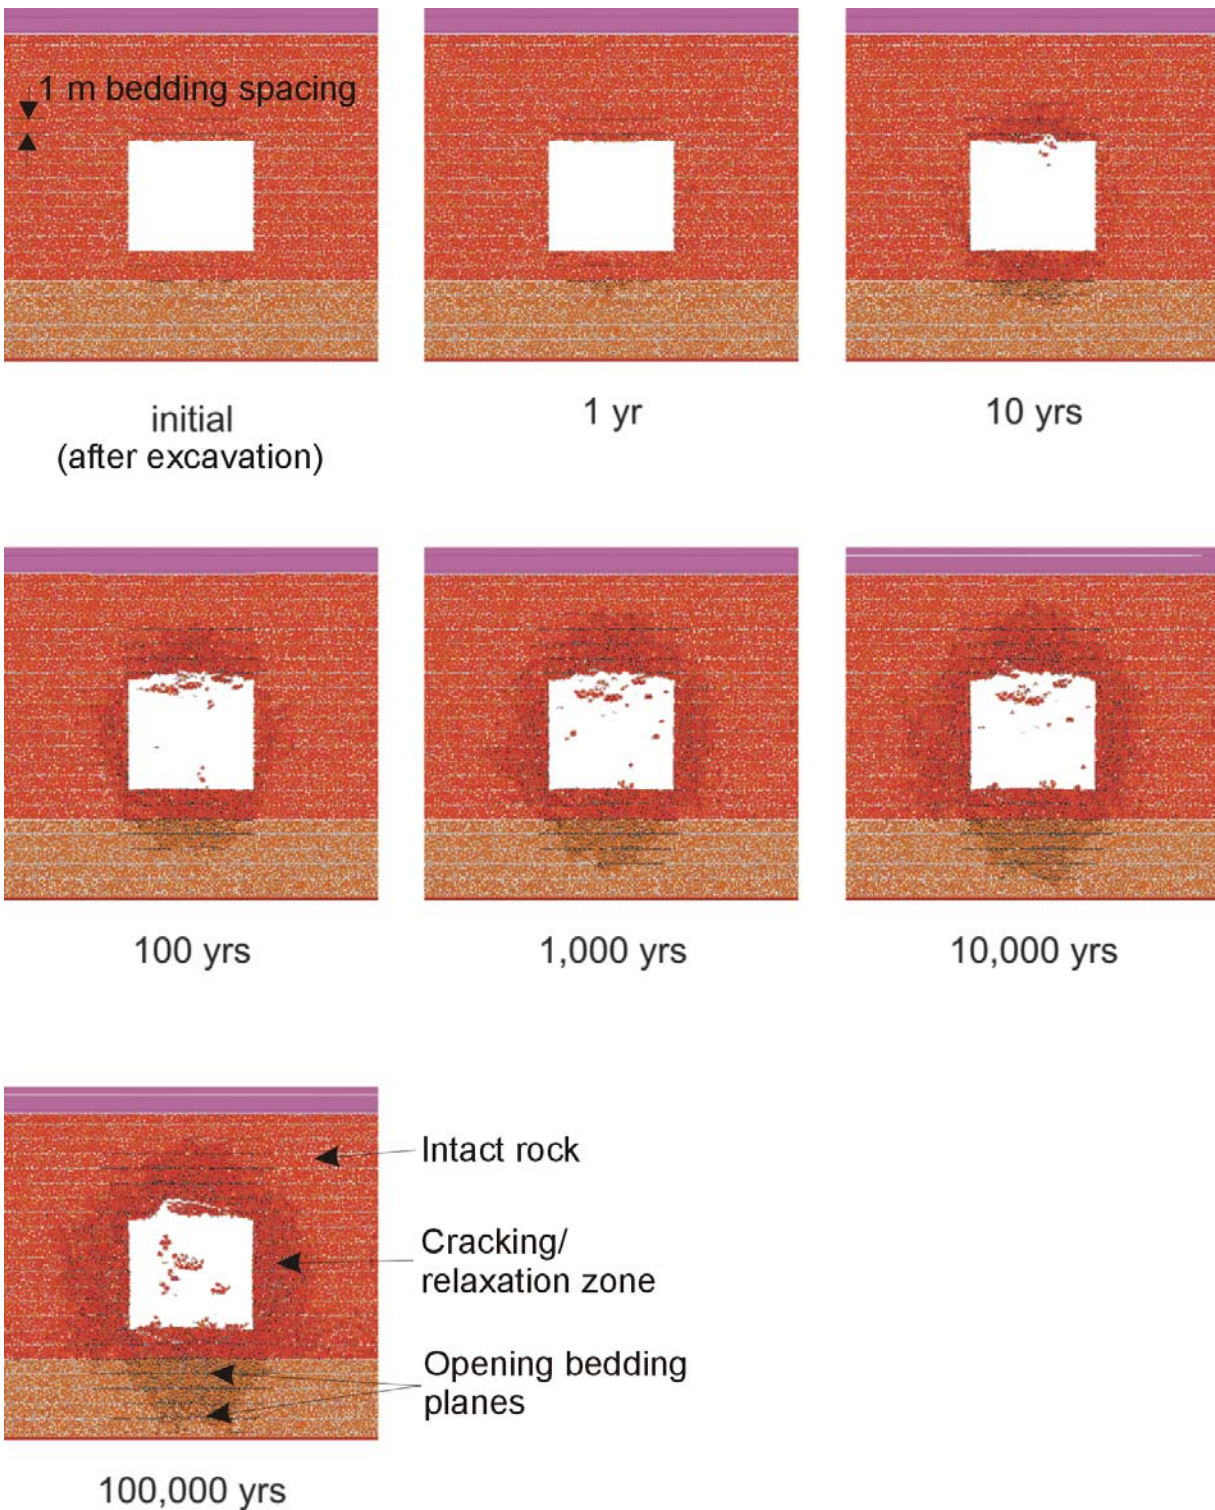 1 m bedding spacing
initial
(after excavation)
1 yr
10 yrs
100 yrs
1,000 yrs
10,000 yrs
Intact rock
Cracking/
relaxation zone
Opening bedding
planes
100,000 yrs